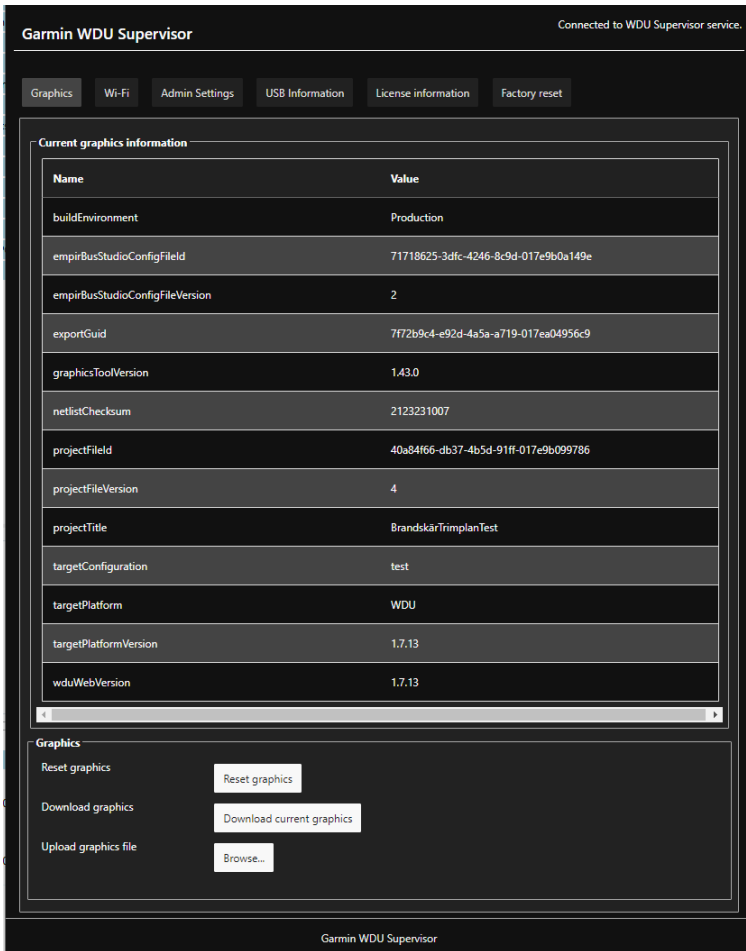 Connected to WDU Supervisor service.
Garmin WDU Supervisor
Graphics Wi-Fi Admin Settings USB Information License information Factory reset
Current graphics information
Name Value
buildEnvironment Production
empirBusStudioConfigFileId 71718625-3dfc-4246-8c9d-017e9b0a149e
empirBusStudioConfigFileVersion 2
exportGuid 7f72b9c4-e92d-4a5a-a719-017ea04956c9
graphicsToolVersion 1.43.0
netlistChecksum 2123231007
projectFileId 40a84f66-db37-4b5d-91ff-017e9b099786
projectFileVersion 4
projectTitle BrandskärTrimplanTest
targetConfiguration test
targetPlatform WDU
targetPlatformVersion 1.7.13
wduWebVersion 1.7.13
Graphics
Reset graphics Reset graphics
Download graphics Download current graphics
Upload graphics file Browse...
Garmin WDU Supervisor